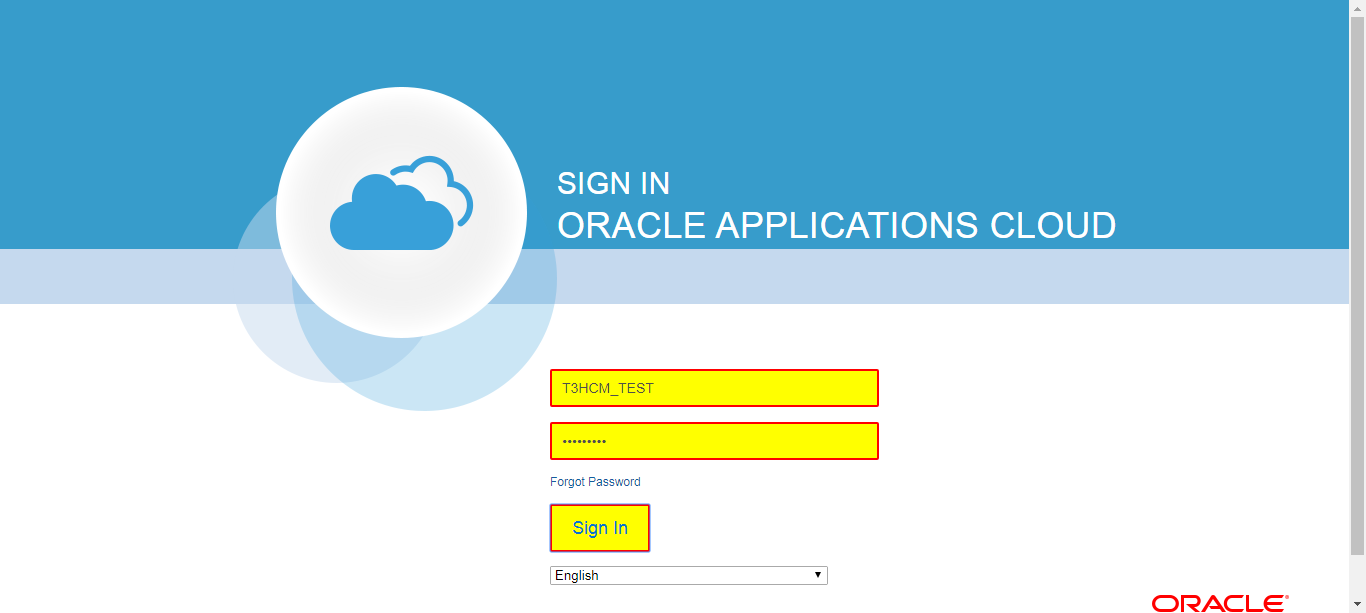 SIGN IN
ORACLE APPLICATIONS CLOUD
T3HCM_TEST
•••••••••
Forgot Password
Sign In
English
ORACLE®